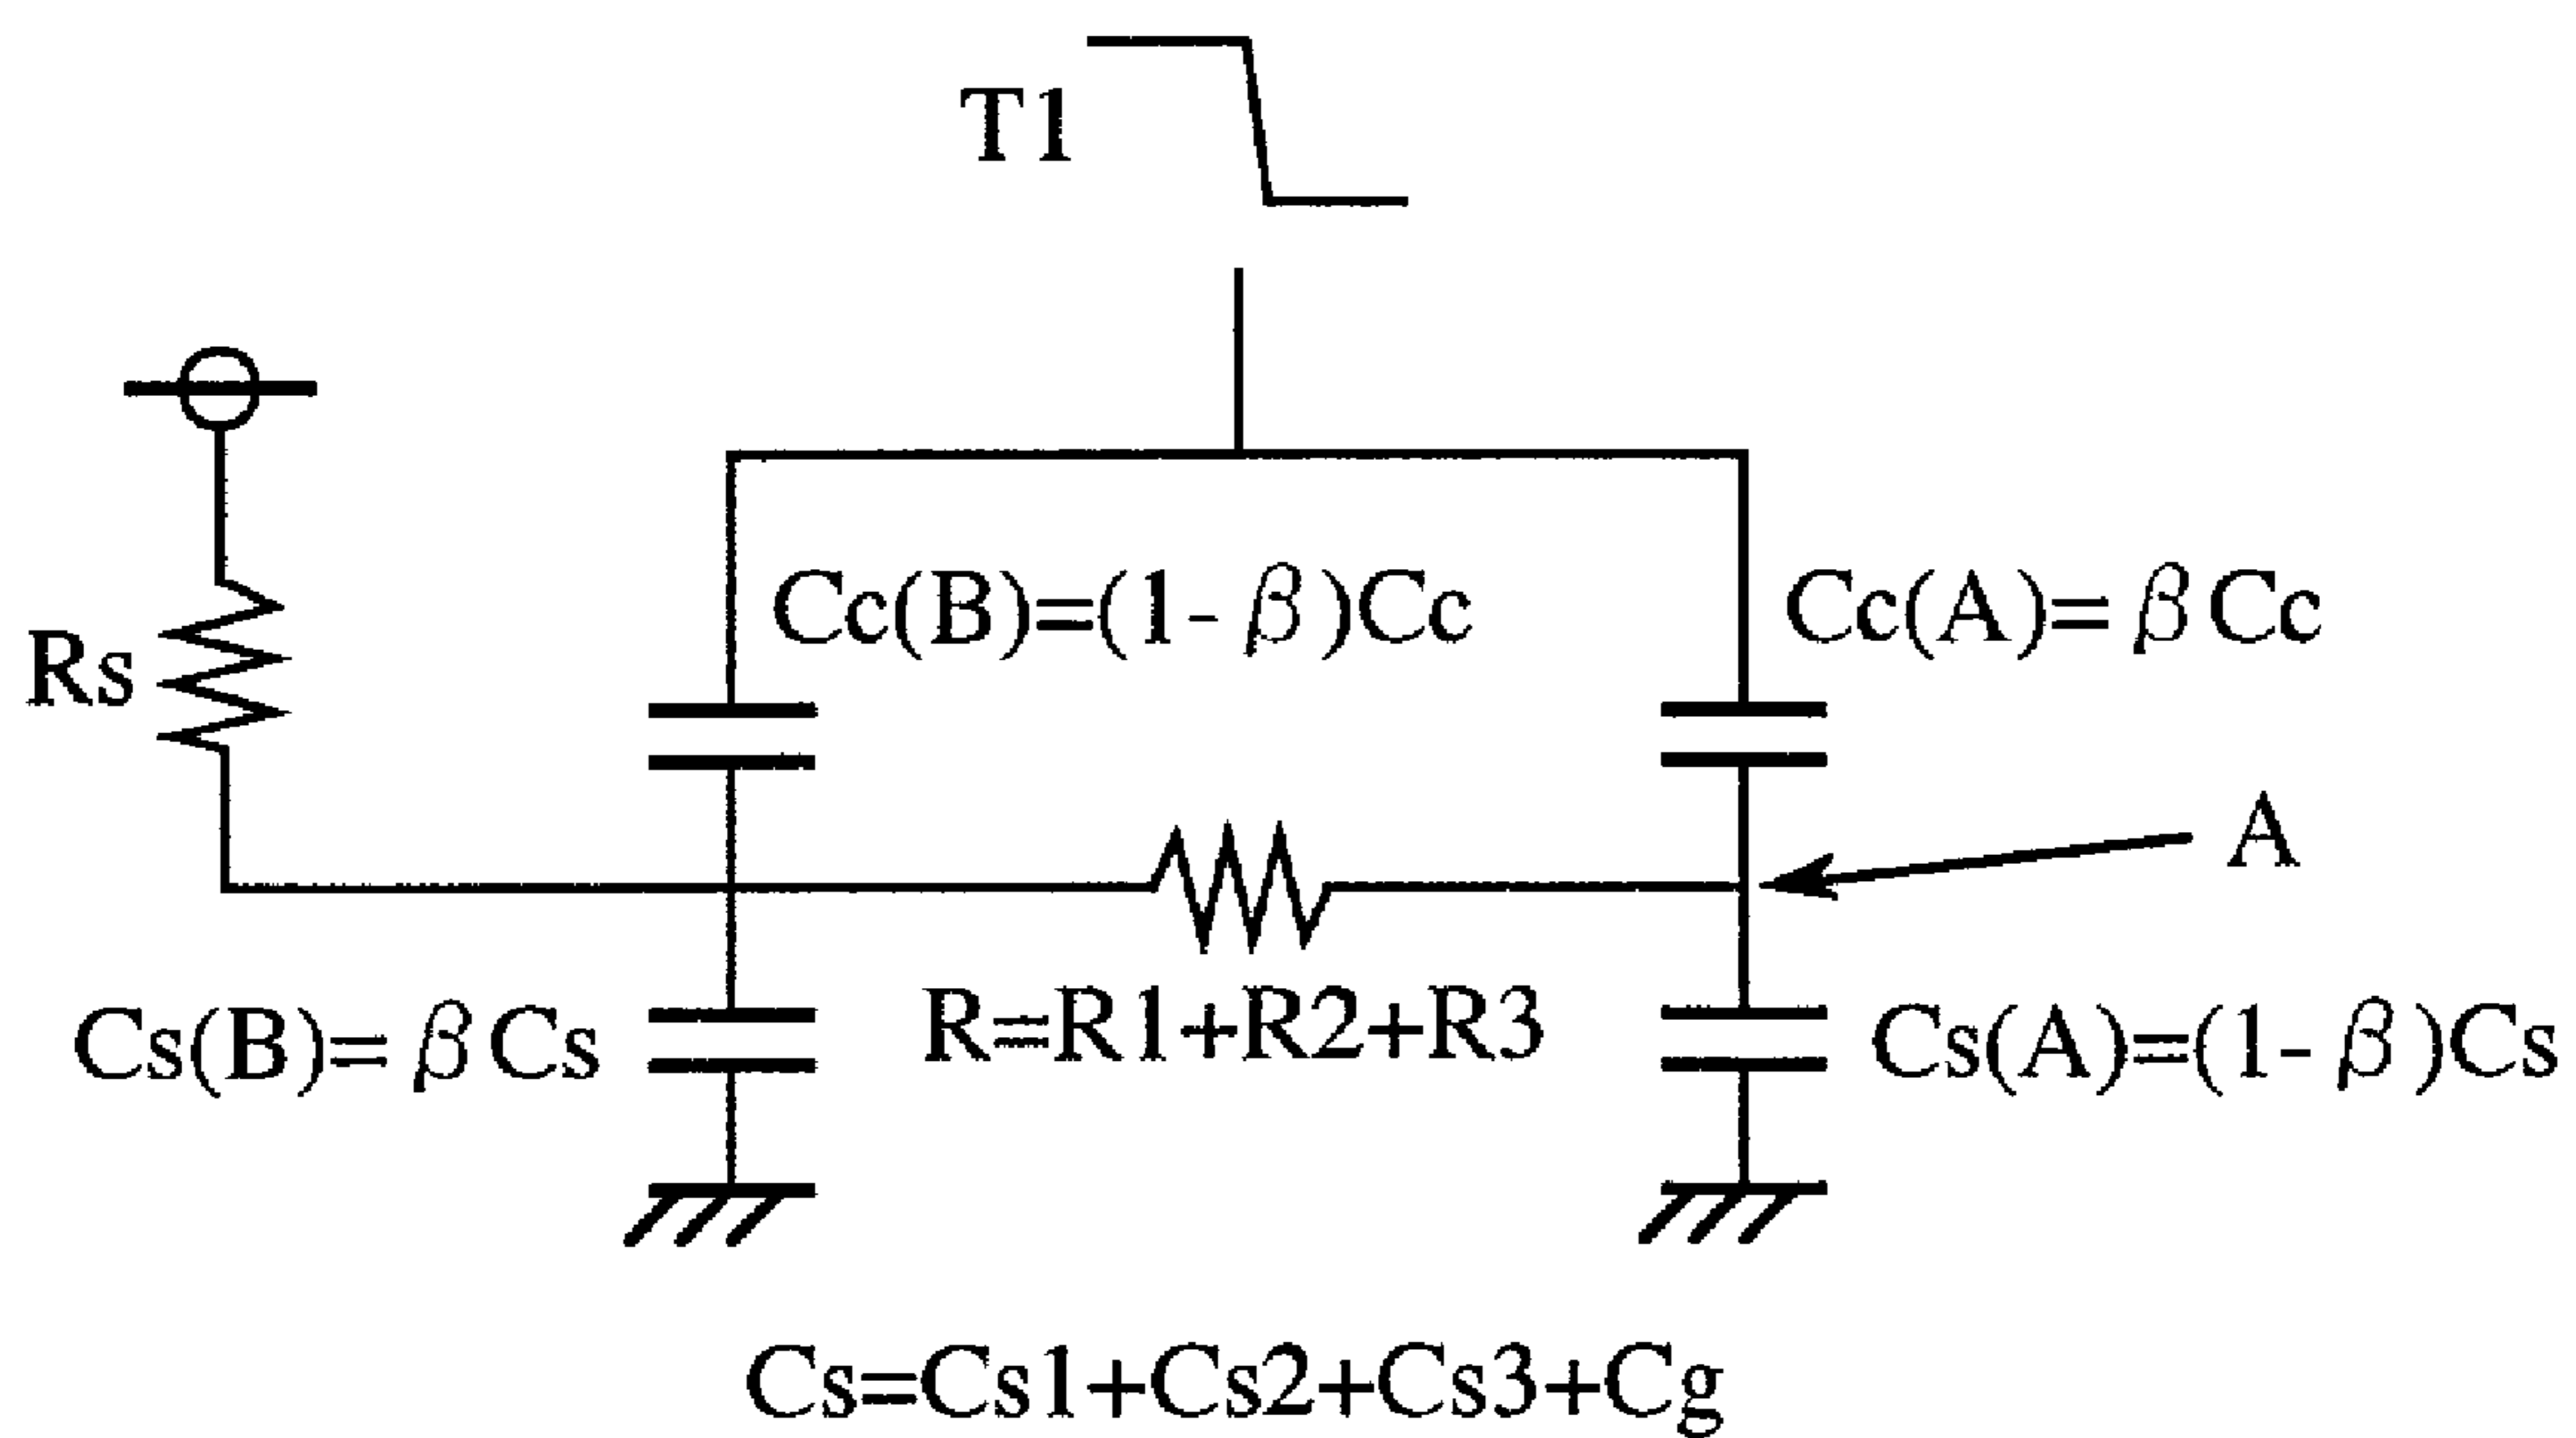 T1
Cc(B)=(1-β)Cc
Cc(A)=βCc
Rs
A
Cs(B)=βCs
R=R1+R2+R3
Cs(A)=(1-β)Cs
Cs=Cs1+Cs2+Cs3+Cg